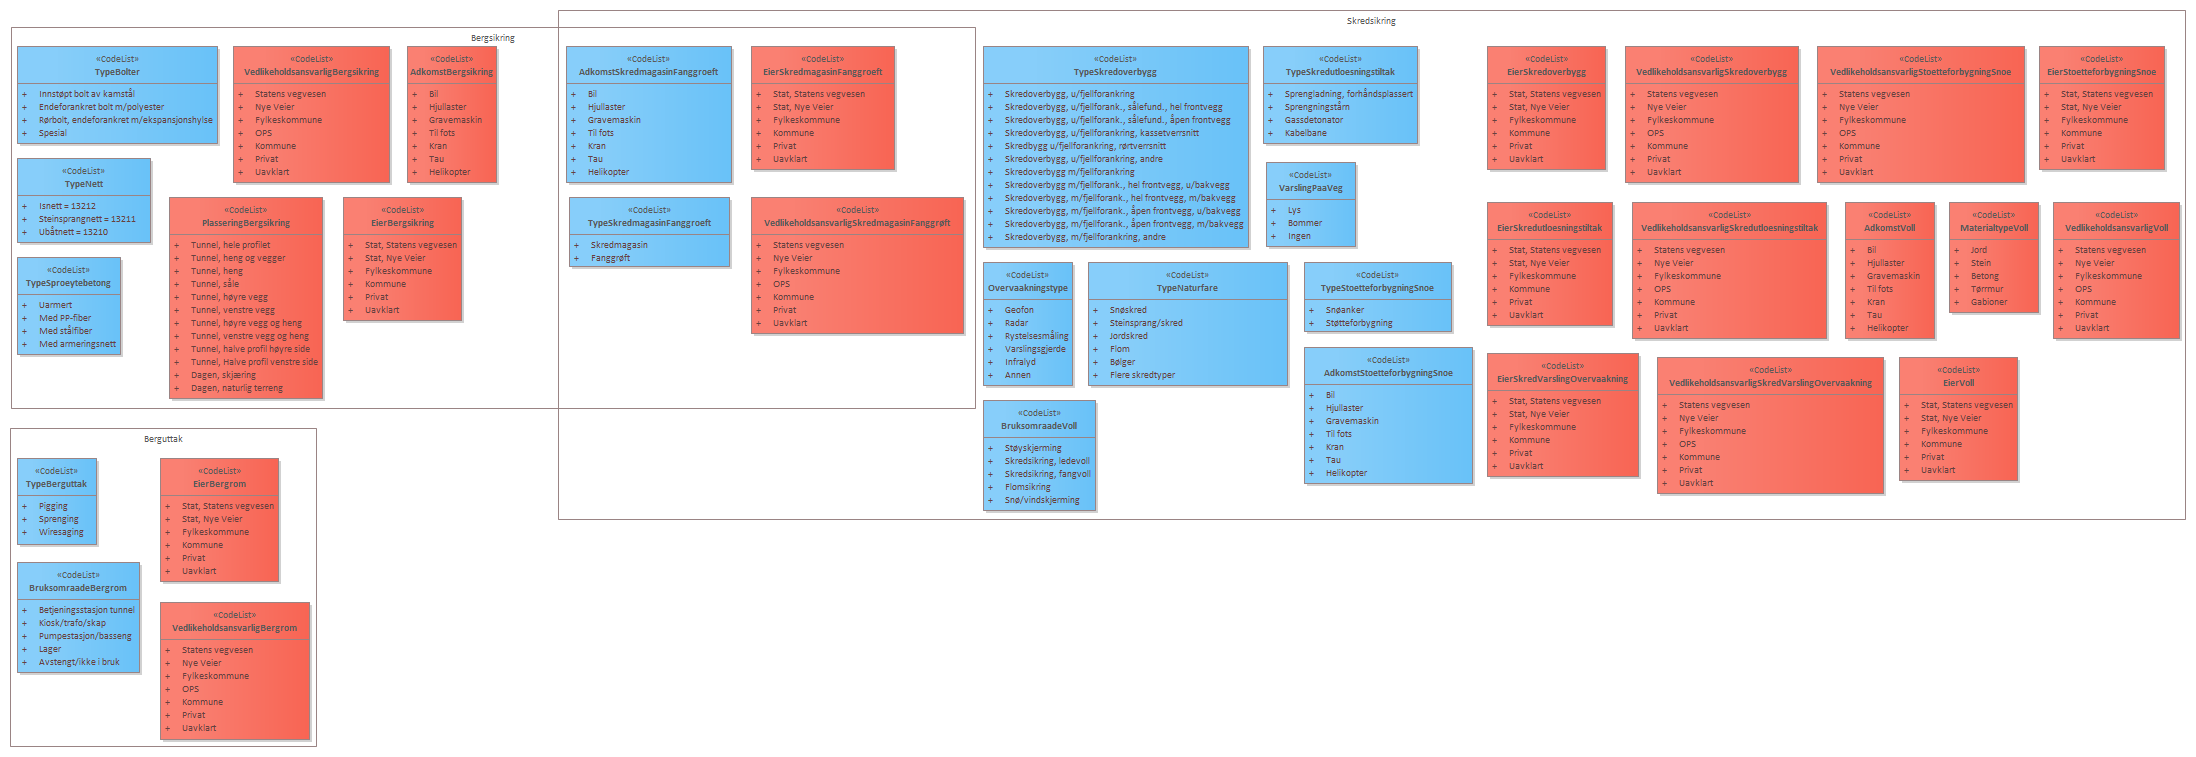 Skredsikring
Bergsikring
«CodeList»
TypeBolter
+ Innstøpt bolt av kamstål
+ Endeforankret bolt m/polyester
+ Rørbolt, endeforankret m/ekspansjonshylse
+ Spesial
«CodeList»
VedlikeholdsansvarligBergsikring
+ Statens vegvesen
+ Nye Veier
+ Fylkeskommune
+ OPS
+ Kommune
+ Privat
+ Uavklart
«CodeList»
AdkomstBergsikring
+ Bil
+ Hjullaster
+ Gravemaskin
+ Til fots
+ Kran
+ Tau
+ Helikopter
«CodeList»
TypeNett
+ Isnett = 13212
+ Steinsprangnett = 13211
+ Ubåtnett = 13210
«CodeList»
PlasseringBergsikring
+ Tunnel, hele profilet
+ Tunnel, heng og vegger
+ Tunnel, heng
+ Tunnel, såle
+ Tunnel, høyre vegg
+ Tunnel, venstre vegg
+ Tunnel, høyre vegg og heng
+ Tunnel, venstre vegg og heng
+ Tunnel, halve profil høyre side
+ Tunnel, Halve profil venstre side
+ Dagen, skjæring
+ Dagen, naturlig terreng
«CodeList»
EierBergsikring
+ Stat, Statens vegvesen
+ Stat, Nye Veier
+ Fylkeskommune
+ Kommune
+ Privat
+ Uavklart
«CodeList»
TypeSproeytebetong
+ Uarmert
+ Med PP-fiber
+ Med stålfiber
+ Med armeringsnett
«CodeList»
AdkomstSkredmagasinFanggroeft
+ Bil
+ Hjullaster
+ Gravemaskin
+ Til fots
+ Kran
+ Tau
+ Helikopter
«CodeList»
EierSkredmagasinFanggroeft
+ Stat, Statens vegvesen
+ Stat, Nye Veier
+ Fylkeskommune
+ Kommune
+ Privat
+ Uavklart
«CodeList»
TypeSkredmagasinFanggroeft
+ Skredmagasin
+ Fanggrøft
«CodeList»
VedlikeholdsansvarligSkredmagasinFanggrøft
+ Statens vegvesen
+ Nye Veier
+ Fylkeskommune
+ OPS
+ Kommune
+ Privat
+ Uavklart
«CodeList»
TypeSkredoverbygg
+ Skredoverbygg, u/fjellforankring
+ Skredoverbygg, u/fjellforank., sålefund., hel frontvegg
+ Skredoverbygg, u/fjellforank., sålefund., åpen frontvegg
+ Skredoverbygg, u/fjellforankring, kassetverrsnitt
+ Skredbygg u/fjellforankring, rørtverrsnitt
+ Skredoverbygg, u/fjellforankring, andre
+ Skredoverbygg m/fjellforankring
+ Skredoverbygg m/fjellforank., hel frontvegg, u/bakvegg
+ Skredoverbygg, m/fjellforank., hel frontvegg, m/bakvegg
+ Skredoverbygg, m/fjellforank., åpen frontvegg, u/bakvegg
+ Skredoverbygg, m/fjellforank., åpen frontvegg, m/bakvegg
+ Skredoverbygg, m/fjellforankring, andre
«CodeList»
TypeSkredutloesningstiltak
+ Sprengladning, forhåndsplassert
+ Sprengningstårn
+ Gassdetonator
+ Kabelbane
«CodeList»
VarslingPaaVeg
+ Lys
+ Bommer
+ Ingen
«CodeList»
Overvaakningstype
+ Geofon
+ Radar
+ Rystelsesmåling
+ Varslingsgjerde
+ Infralyd
+ Annen
«CodeList»
TypeNaturfare
+ Snøskred
+ Steinsprang/skred
+ Jordskred
+ Flom
+ Bølger
+ Flere skredtyper
«CodeList»
TypeStoetteforbygningSnoe
+ Snøanker
+ Støtteforbygning
«CodeList»
AdkomstStoetteforbygningSnoe
+ Bil
+ Hjullaster
+ Gravemaskin
+ Til fots
+ Kran
+ Tau
+ Helikopter
«CodeList»
BruksomraadeVoll
+ Støyskjerming
+ Skredsikring, ledevoll
+ Skredsikring, fangvoll
+ Flomsikring
+ Snø/vindskjerming
«CodeList»
EierSkredoverbygg
+ Stat, Statens vegvesen
+ Stat, Nye Veier
+ Fylkeskommune
+ Kommune
+ Privat
+ Uavklart
«CodeList»
VedlikeholdsansvarligSkredoverbygg
+ Statens vegvesen
+ Nye Veier
+ Fylkeskommune
+ OPS
+ Kommune
+ Privat
+ Uavklart
«CodeList»
VedlikeholdsansvarligStoetteforbygningSnoe
+ Statens vegvesen
+ Nye Veier
+ Fylkeskommune
+ OPS
+ Kommune
+ Privat
+ Uavklart
«CodeList»
EierStoetteforbygningSnoe
+ Stat, Statens vegvesen
+ Stat, Nye Veier
+ Fylkeskommune
+ Kommune
+ Privat
+ Uavklart
«CodeList»
EierSkredutloesningstiltak
+ Stat, Statens vegvesen
+ Stat, Nye Veier
+ Fylkeskommune
+ Kommune
+ Privat
+ Uavklart
«CodeList»
VedlikeholdsansvarligSkredutloesningstiltak
+ Statens vegvesen
+ Nye Veier
+ Fylkeskommune
+ OPS
+ Kommune
+ Privat
+ Uavklart
«CodeList»
AdkomstVoll
+ Bil
+ Hjullaster
+ Gravemaskin
+ Til fots
+ Kran
+ Tau
+ Helikopter
«CodeList»
MaterialtypeVoll
+ Jord
+ Stein
+ Betong
+ Tørrmur
+ Gabioner
«CodeList»
VedlikeholdsansvarligVoll
+ Statens vegvesen
+ Nye Veier
+ Fylkeskommune
+ OPS
+ Kommune
+ Privat
+ Uavklart
«CodeList»
EierSkredVarslingOvervaakning
+ Stat, Statens vegvesen
+ Stat, Nye Veier
+ Fylkeskommune
+ Kommune
+ Privat
+ Uavklart
«CodeList»
VedlikeholdsansvarligSkredVarslingOvervaakning
+ Statens vegvesen
+ Nye Veier
+ Fylkeskommune
+ OPS
+ Kommune
+ Privat
+ Uavklart
«CodeList»
EierVoll
+ Stat, Statens vegvesen
+ Stat, Nye Veier
+ Fylkeskommune
+ Kommune
+ Privat
+ Uavklart
Berguttak
«CodeList»
TypeBerguttak
+ Pigging
+ Sprenging
+ Wiresaging
«CodeList»
EierBergrom
+ Stat, Statens vegvesen
+ Stat, Nye Veier
+ Fylkeskommune
+ Kommune
+ Privat
+ Uavklart
«CodeList»
BruksomraadeBergrom
+ Betjeningsstasjon tunnel
+ Kiosk/trafo/skap
+ Pumpestasjon/basseng
+ Lager
+ Avstengt/ikke i bruk
«CodeList»
VedlikeholdsansvarligBergrom
+ Statens vegvesen
+ Nye Veier
+ Fylkeskommune
+ OPS
+ Kommune
+ Privat
+ Uavklart